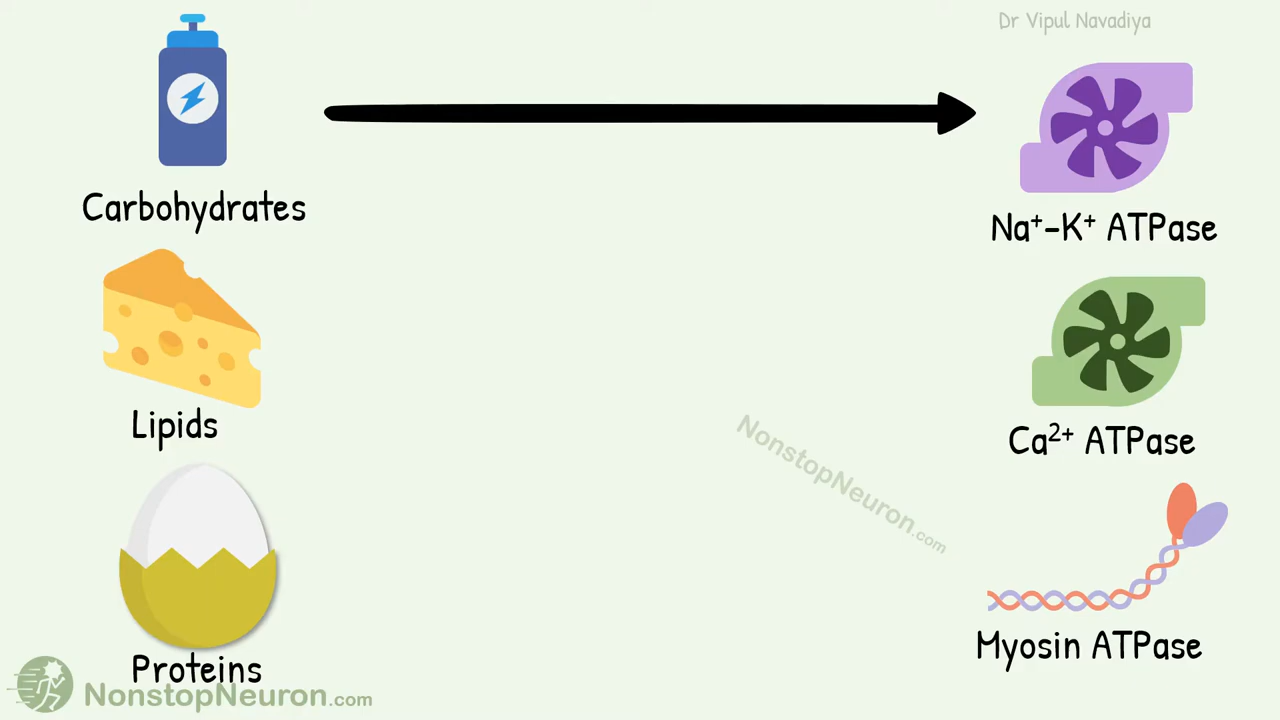 Dr Vipul Navadiya
Carbohydrates
Na⁺–K⁺ ATPase
Lipids
Ca²⁺ ATPase
NonstopNeuron.com
Proteins
Myosin ATPase
NonstopNeuron.com